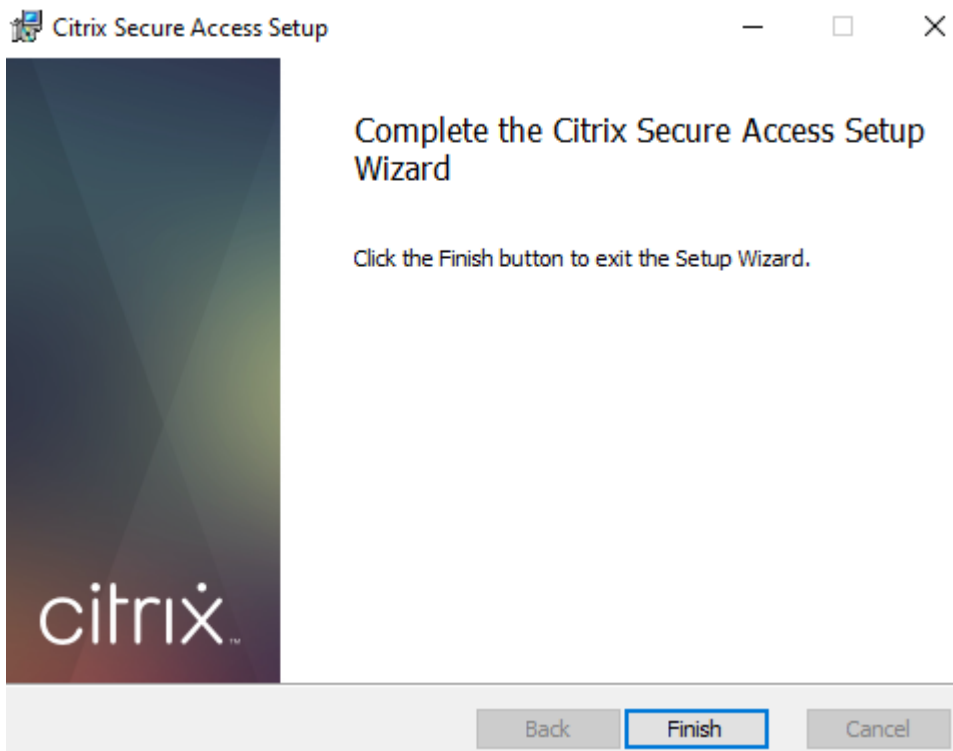 Citrix Secure Access Setup
Complete the Citrix Secure Access Setup
Wizard
Click the Finish button to exit the Setup Wizard.
citrix™
Back
Finish
Cancel